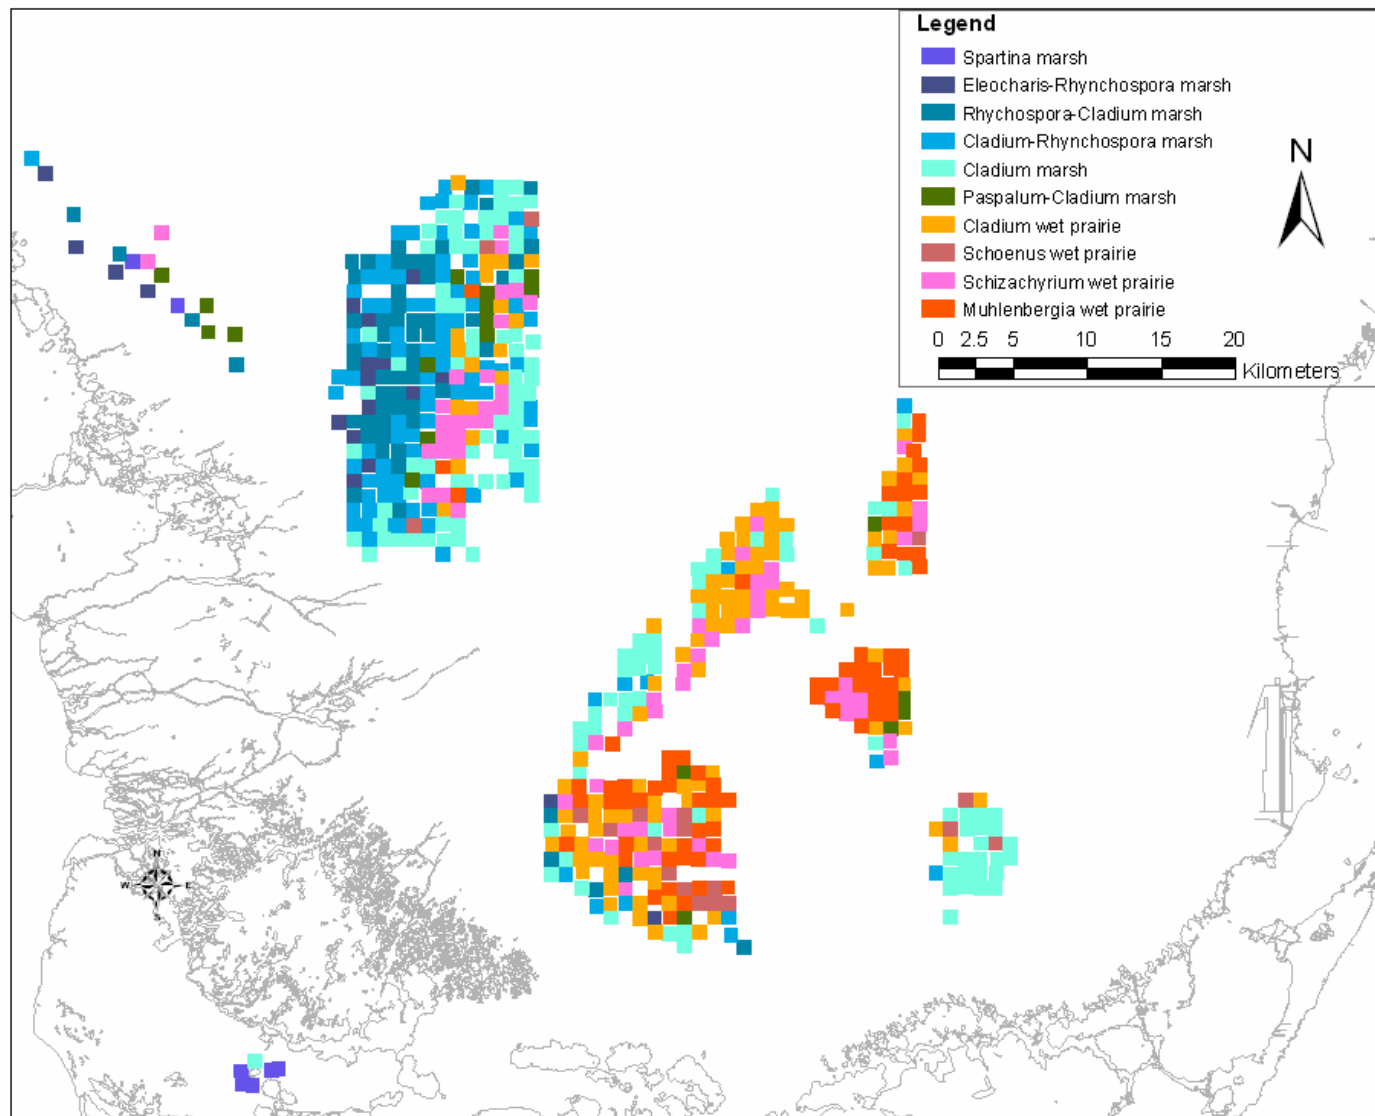 Legend
Spartina marsh
Eleocharis-Rhynchospora marsh
Rhychospora-Cladium marsh
Cladium-Rhynchospora marsh
Cladium marsh
Paspalum-Cladium marsh
Cladium wet prairie
Schoenus wet prairie
Schizachyrium wet prairie
Muhlenbergia wet prairie
N
0 2.5 5 10 15 20
Kilometers
N
W E
S